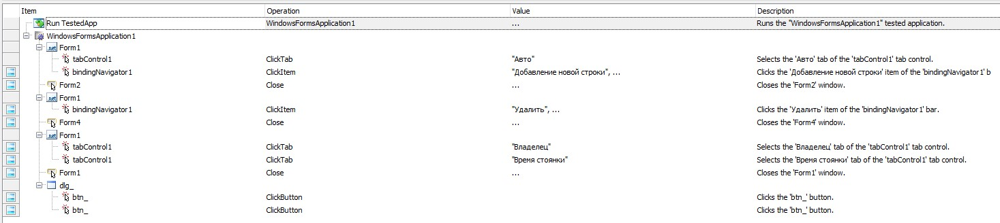 Item Operation Value Description
Run TestedApp WindowsFormsApplication1 ... Runs the "WindowsFormsApplication1" tested application.
WindowsFormsApplication1
.net Form1
tabControl1 ClickTab "Авто" Selects the 'Авто' tab of the 'tabControl1' tab control.
bindingNavigator1 ClickItem "Добавление новой строки", ... Clicks the 'Добавление новой строки' item of the 'bindingNavigator1' b
Form2 Close ... Closes the 'Form2' window.
.net Form1
bindingNavigator1 ClickItem "Удалить", ... Clicks the 'Удалить' item of the 'bindingNavigator1' bar.
Form4 Close ... Closes the 'Form4' window.
.net Form1
tabControl1 ClickTab "Владелец" Selects the 'Владелец' tab of the 'tabControl1' tab control.
tabControl1 ClickTab "Время стоянки" Selects the 'Время стоянки' tab of the 'tabControl1' tab control.
Form1 Close ... Closes the 'Form1' window.
dlg_
btn_ ClickButton Clicks the 'btn_' button.
btn_ ClickButton Clicks the 'btn_' button.